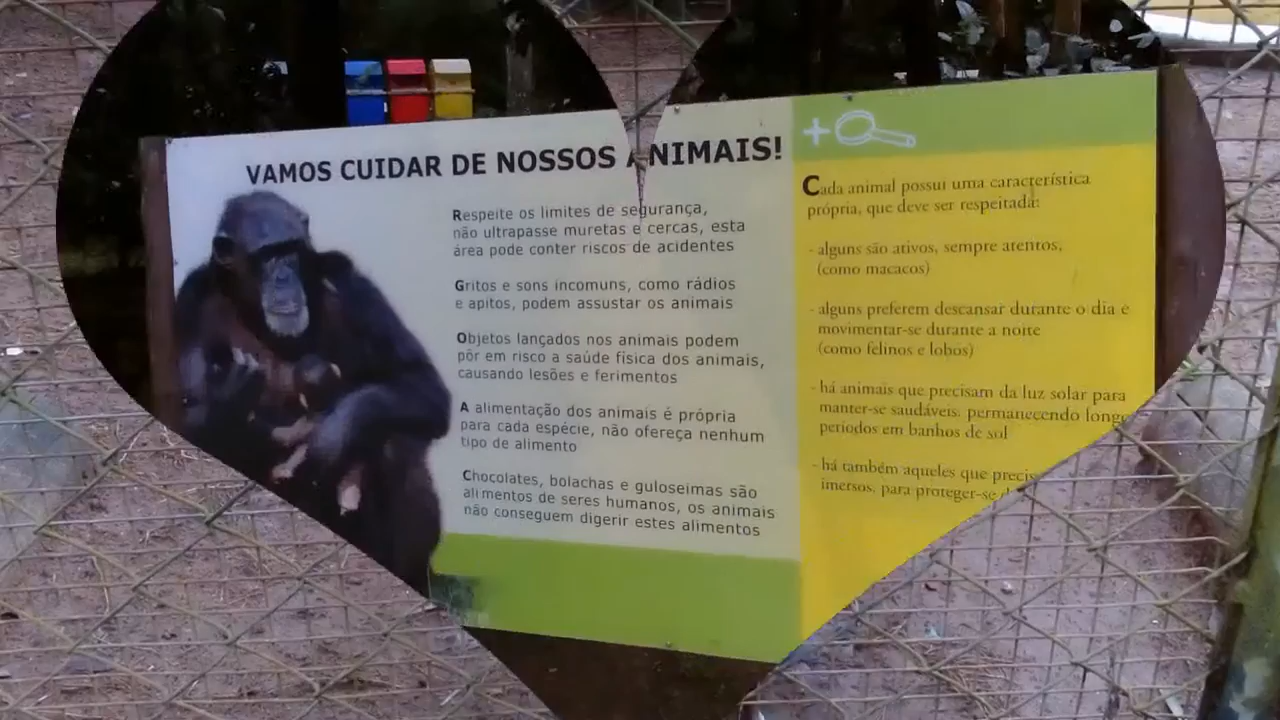 VAMOS CUIDAR DE NOSSOS ANIMAIS!
Respeite os limites de segurança,
não ultrapasse muretas e cercas, esta
área pode conter riscos de acidentes
Gritos e sons incomuns, como rádios
e apitos, podem assustar os animais
Objetos lançados nos animais podem
pôr em risco a saúde física dos animais,
causando lesões e ferimentos
A alimentação dos animais é própria
para cada espécie, não ofereça nenhum
tipo de alimento
Chocolates, bolachas e guloseimas são
alimentos de seres humanos, os animais
não conseguem digerir estes alimentos
+
Cada animal possui uma característica
própria, que deve ser respeitada:
- alguns são ativos, sempre atentos,
(como macacos)
- alguns preferem descansar durante o dia e
movimentar-se durante a noite
(como felinos e lobos)
- há animais que precisam da luz solar para
manter-se saudáveis, permanecendo longos
períodos em banhos de sol
- há também aqueles que
imersos, para proteger-se